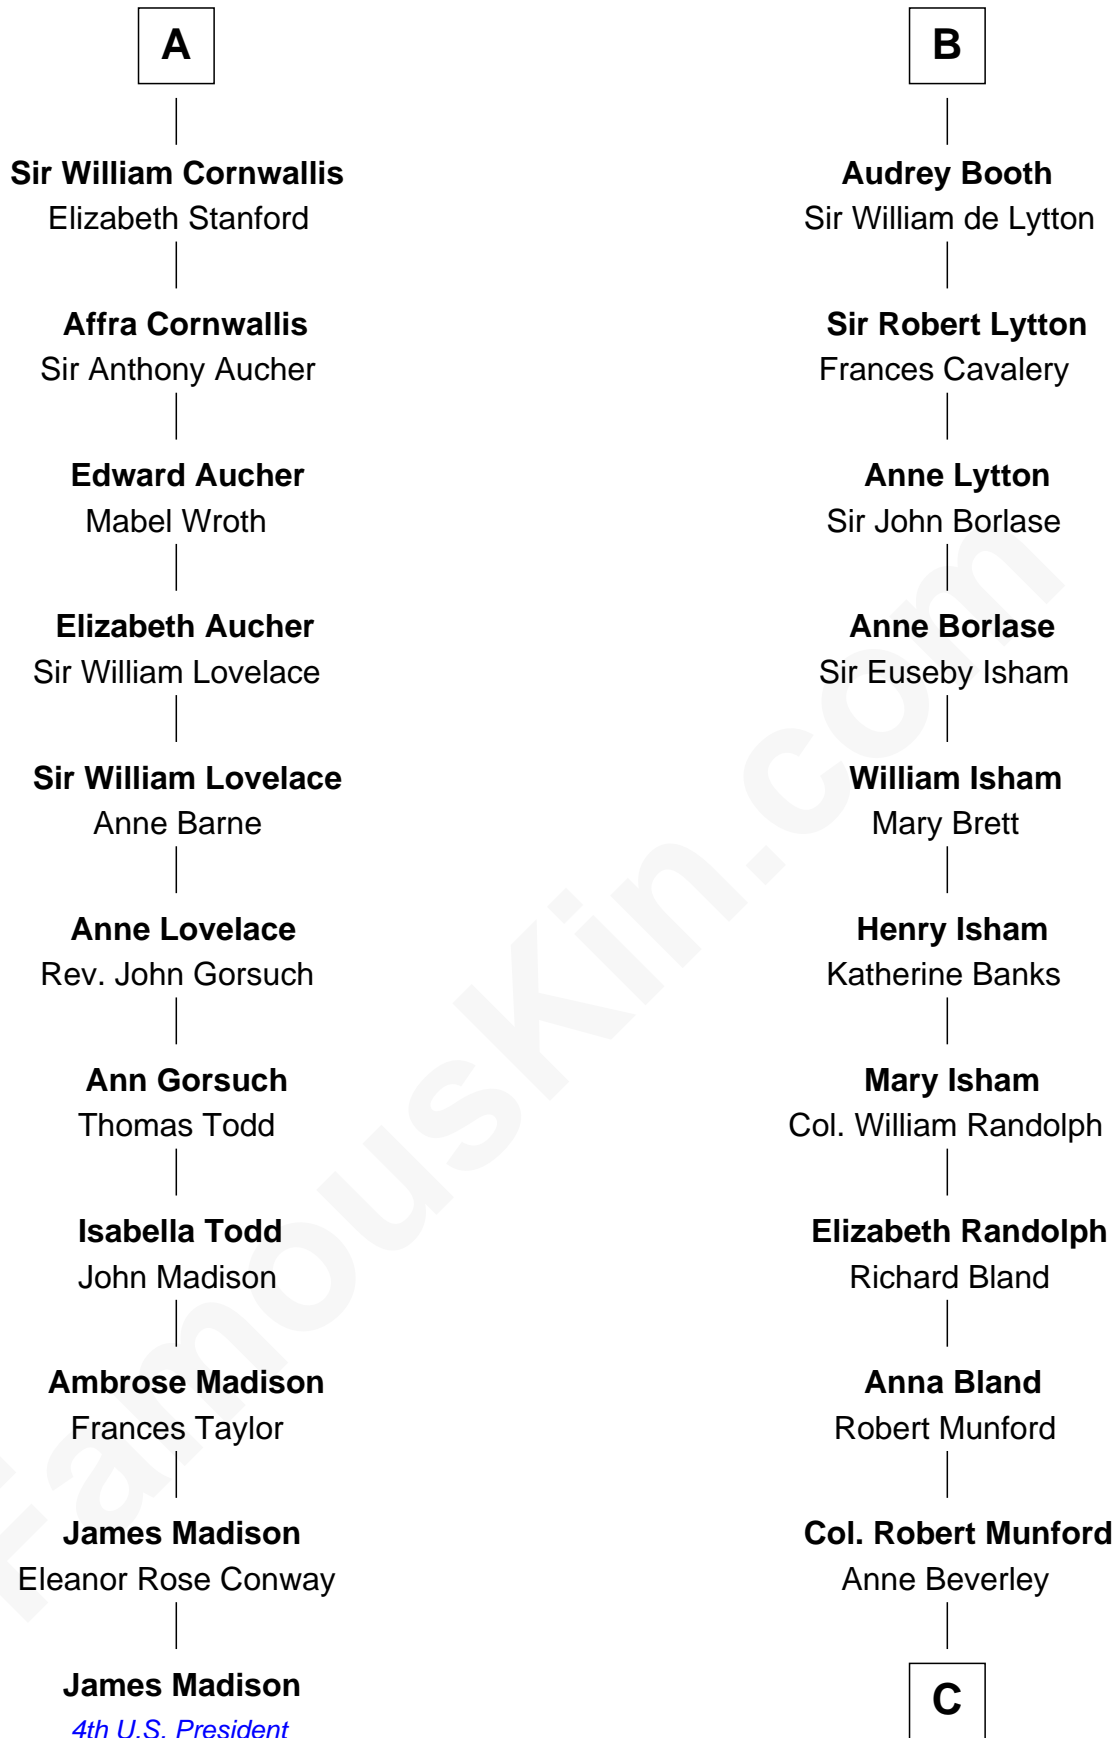 A
Sir William Cornwallis
Elizabeth Stanford
Affra Cornwallis
Sir Anthony Aucher
Edward Aucher
Mabel Wroth
Elizabeth Aucher
Sir William Lovelace
Sir William Lovelace
Anne Barne
Anne Lovelace
Rev. John Gorsuch
Ann Gorsuch
Thomas Todd
Isabella Todd
John Madison
Ambrose Madison
Frances Taylor
James Madison
Eleanor Rose Conway
James Madison
4th U.S. President
B
Audrey Booth
Sir William de Lytton
Sir Robert Lytton
Frances Cavalery
Anne Lytton
Sir John Borlase
Anne Borlase
Sir Euseby Isham
William Isham
Mary Brett
Henry Isham
Katherine Banks
Mary Isham
Col. William Randolph
Elizabeth Randolph
Richard Bland
Anna Bland
Robert Munford
Col. Robert Munford
Anne Beverley
C
FamousKin.com